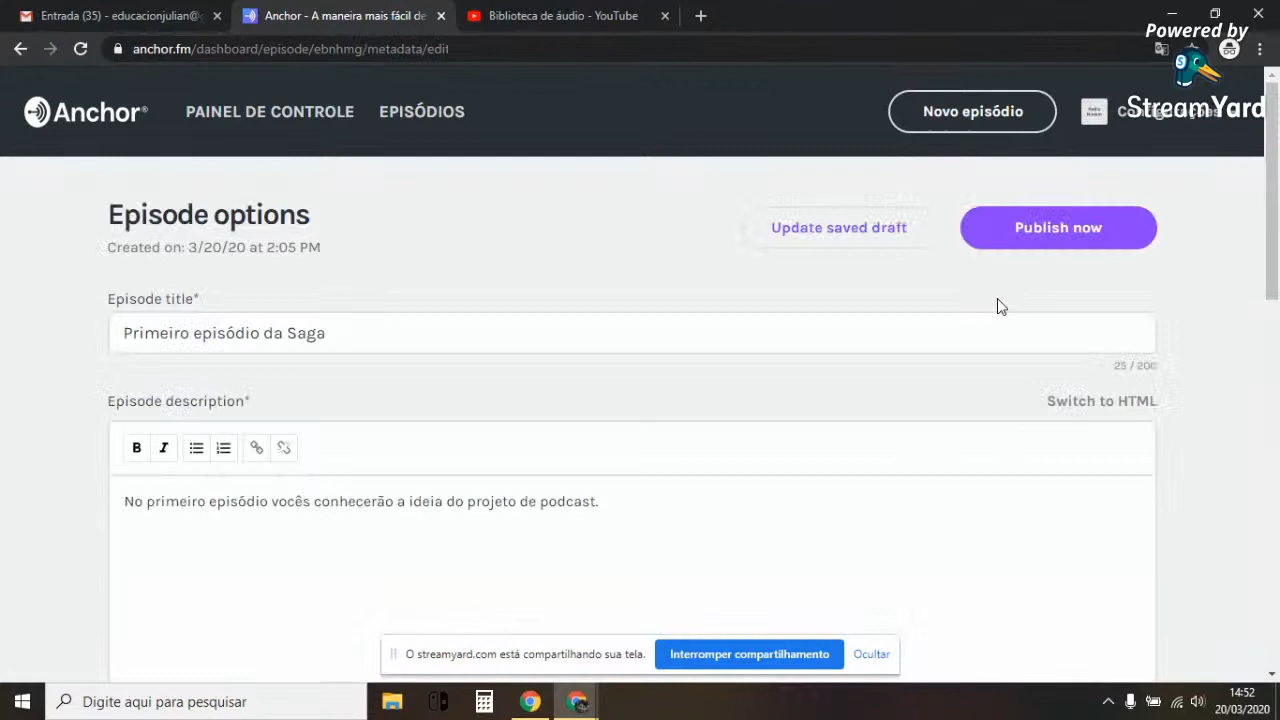 Entrada (35) - educacionjulian@
Anchor - A maneira mais fácil de
Biblioteca de áudio - YouTube
Powered by
anchor.fm/dashboard/episode/ebnhmg/metadata/edit
StreamYard
Anchor®
PAINEL DE CONTROLE
EPISÓDIOS
Novo episódio
Episode options
Update saved draft
Publish now
Created on: 3/20/20 at 2:05 PM
Episode title*
Primeiro episódio da Saga
25 / 200
Episode description*
Switch to HTML
B I
No primeiro episódio vocês conhecerão a ideia do projeto de podcast.
O streamyard.com está compartilhando sua tela.
Interromper compartilhamento
Ocultar
Digite aqui para pesquisar
14:52
20/03/2020